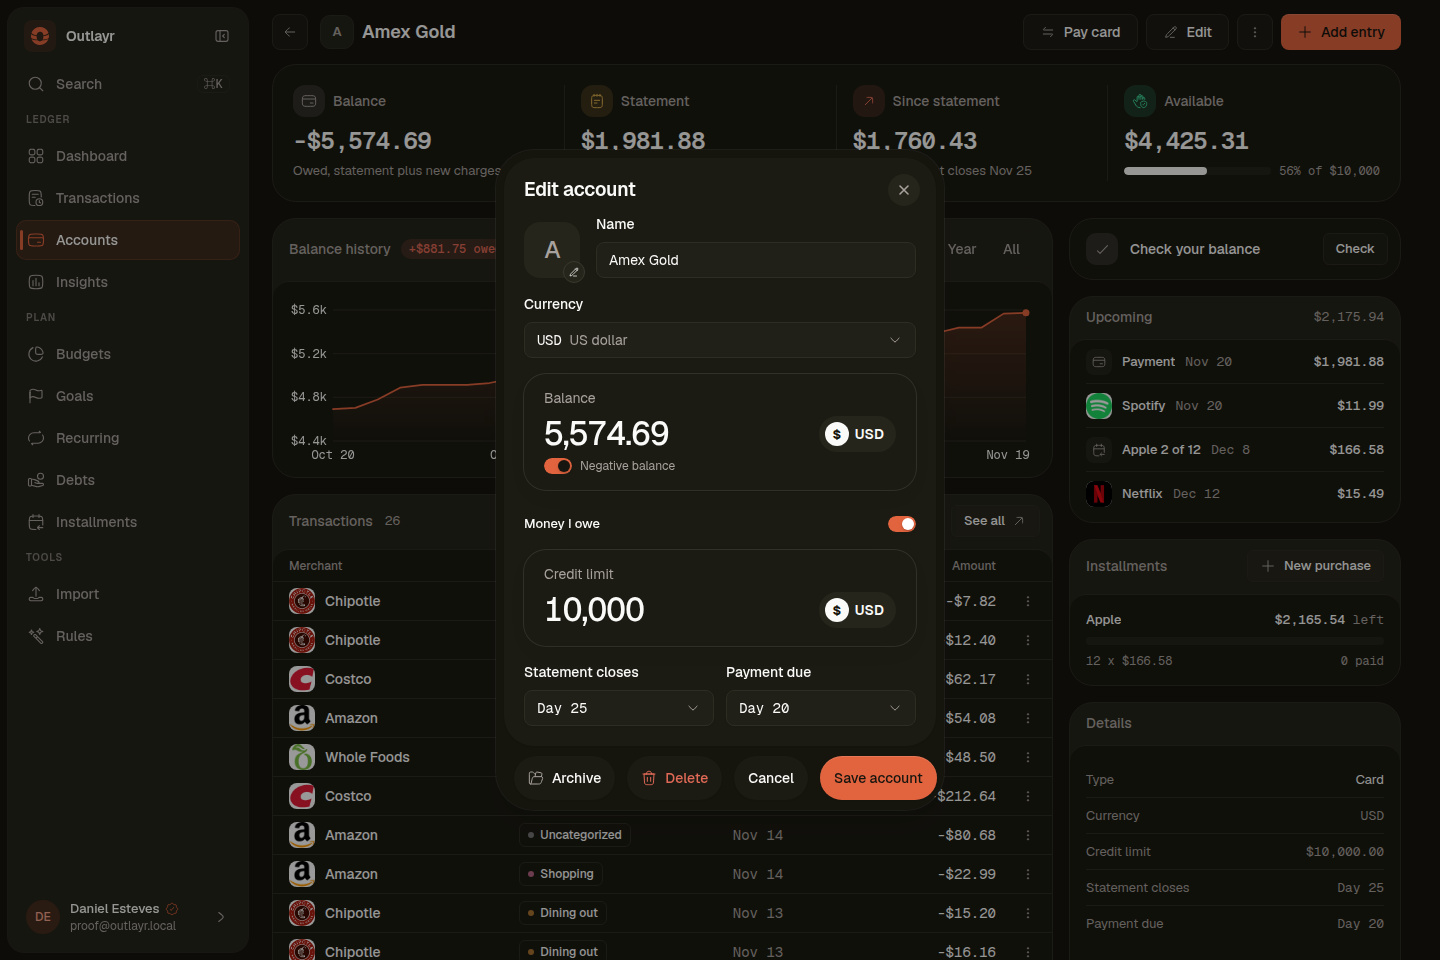 Outlayr
Search ⌘K
LEDGER
Dashboard
Transactions
Accounts
Insights
PLAN
Budgets
Goals
Recurring
Debts
Installments
TOOLS
Import
Rules
DE
Daniel Esteves
proof@outlayr.local
A
Amex Gold
Pay card
Edit
Add entry
Balance
-$5,574.69
Owed, statement plus new charges
Statement
$1,981.88
Since statement
$1,760.43
closes Nov 25
Available
$4,425.31
56% of $10,000
Balance history
+$881.75
Year
All
$5.6k
$5.2k
$4.8k
$4.4k
Oct 20
Nov 19
Transactions 26
See all
Merchant
Amount
Chipotle
-$7.82
Chipotle
$12.40
Costco
$62.17
Amazon
$54.08
Whole Foods
$48.50
Costco
-$212.64
Amazon
Uncategorized
Nov 14
-$80.68
Amazon
Shopping
Nov 14
-$22.99
Chipotle
Dining out
Nov 13
-$15.20
Chipotle
Dining out
Nov 13
-$16.16
Edit account
A
Name
Amex Gold
Currency
USD US dollar
Balance
5,574.69
$ USD
Negative balance
Money I owe
Credit limit
10,000
$ USD
Statement closes
Day 25
Payment due
Day 20
Archive
Delete
Cancel
Save account
Check your balance
Check
Upcoming
$2,175.94
Payment Nov 20
$1,981.88
Spotify Nov 20
$11.99
Apple 2 of 12 Dec 8
$166.58
Netflix Dec 12
$15.49
Installments
New purchase
Apple
$2,165.54 left
12 x $166.58
0 paid
Details
Type
Card
Currency
USD
Credit limit
$10,000.00
Statement closes
Day 25
Payment due
Day 20